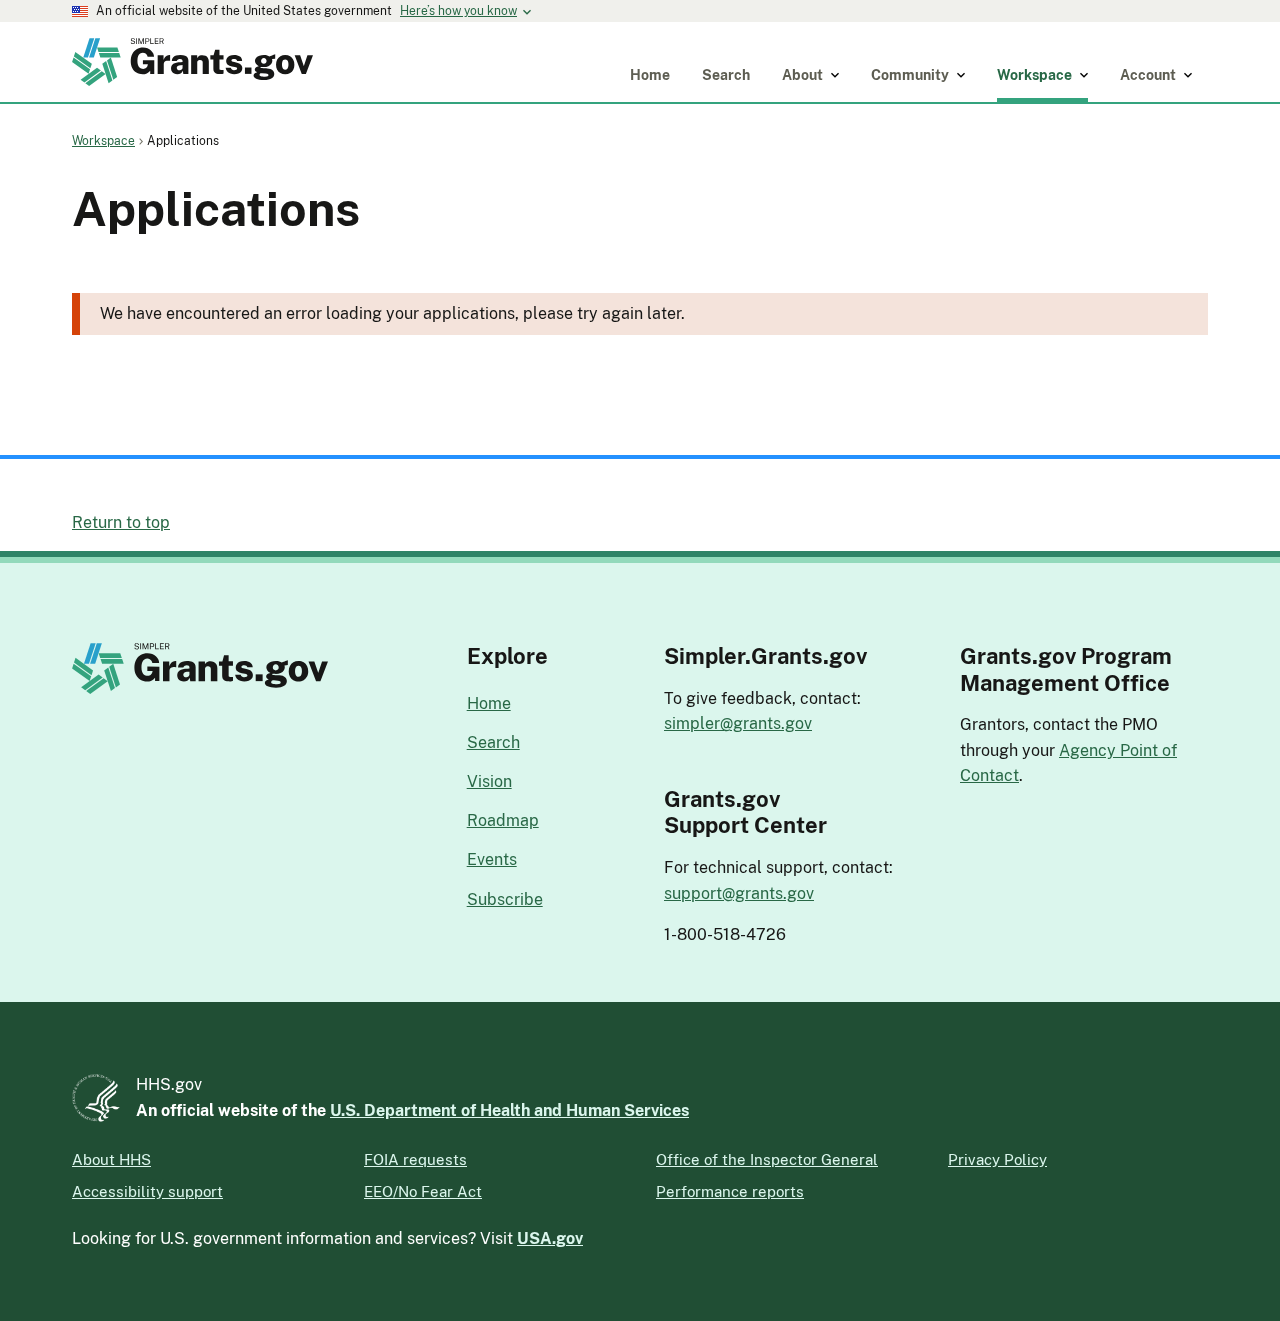 An official website of the United States government Here’s how you know
SIMPLER
Grants.gov
Home Search About Community Workspace Account
Workspace › Applications
Applications
We have encountered an error loading your applications, please try again later.
Return to top
SIMPLER
Grants.gov
Explore
Home
Search
Vision
Roadmap
Events
Subscribe
Simpler.Grants.gov
To give feedback, contact:
simpler@grants.gov
Grants.gov
Support Center
For technical support, contact:
support@grants.gov
1-800-518-4726
Grants.gov Program
Management Office
Grantors, contact the PMO
through your Agency Point of
Contact.
HHS.gov
An official website of the U.S. Department of Health and Human Services
About HHS FOIA requests Office of the Inspector General Privacy Policy
Accessibility support EEO/No Fear Act Performance reports
Looking for U.S. government information and services? Visit USA.gov